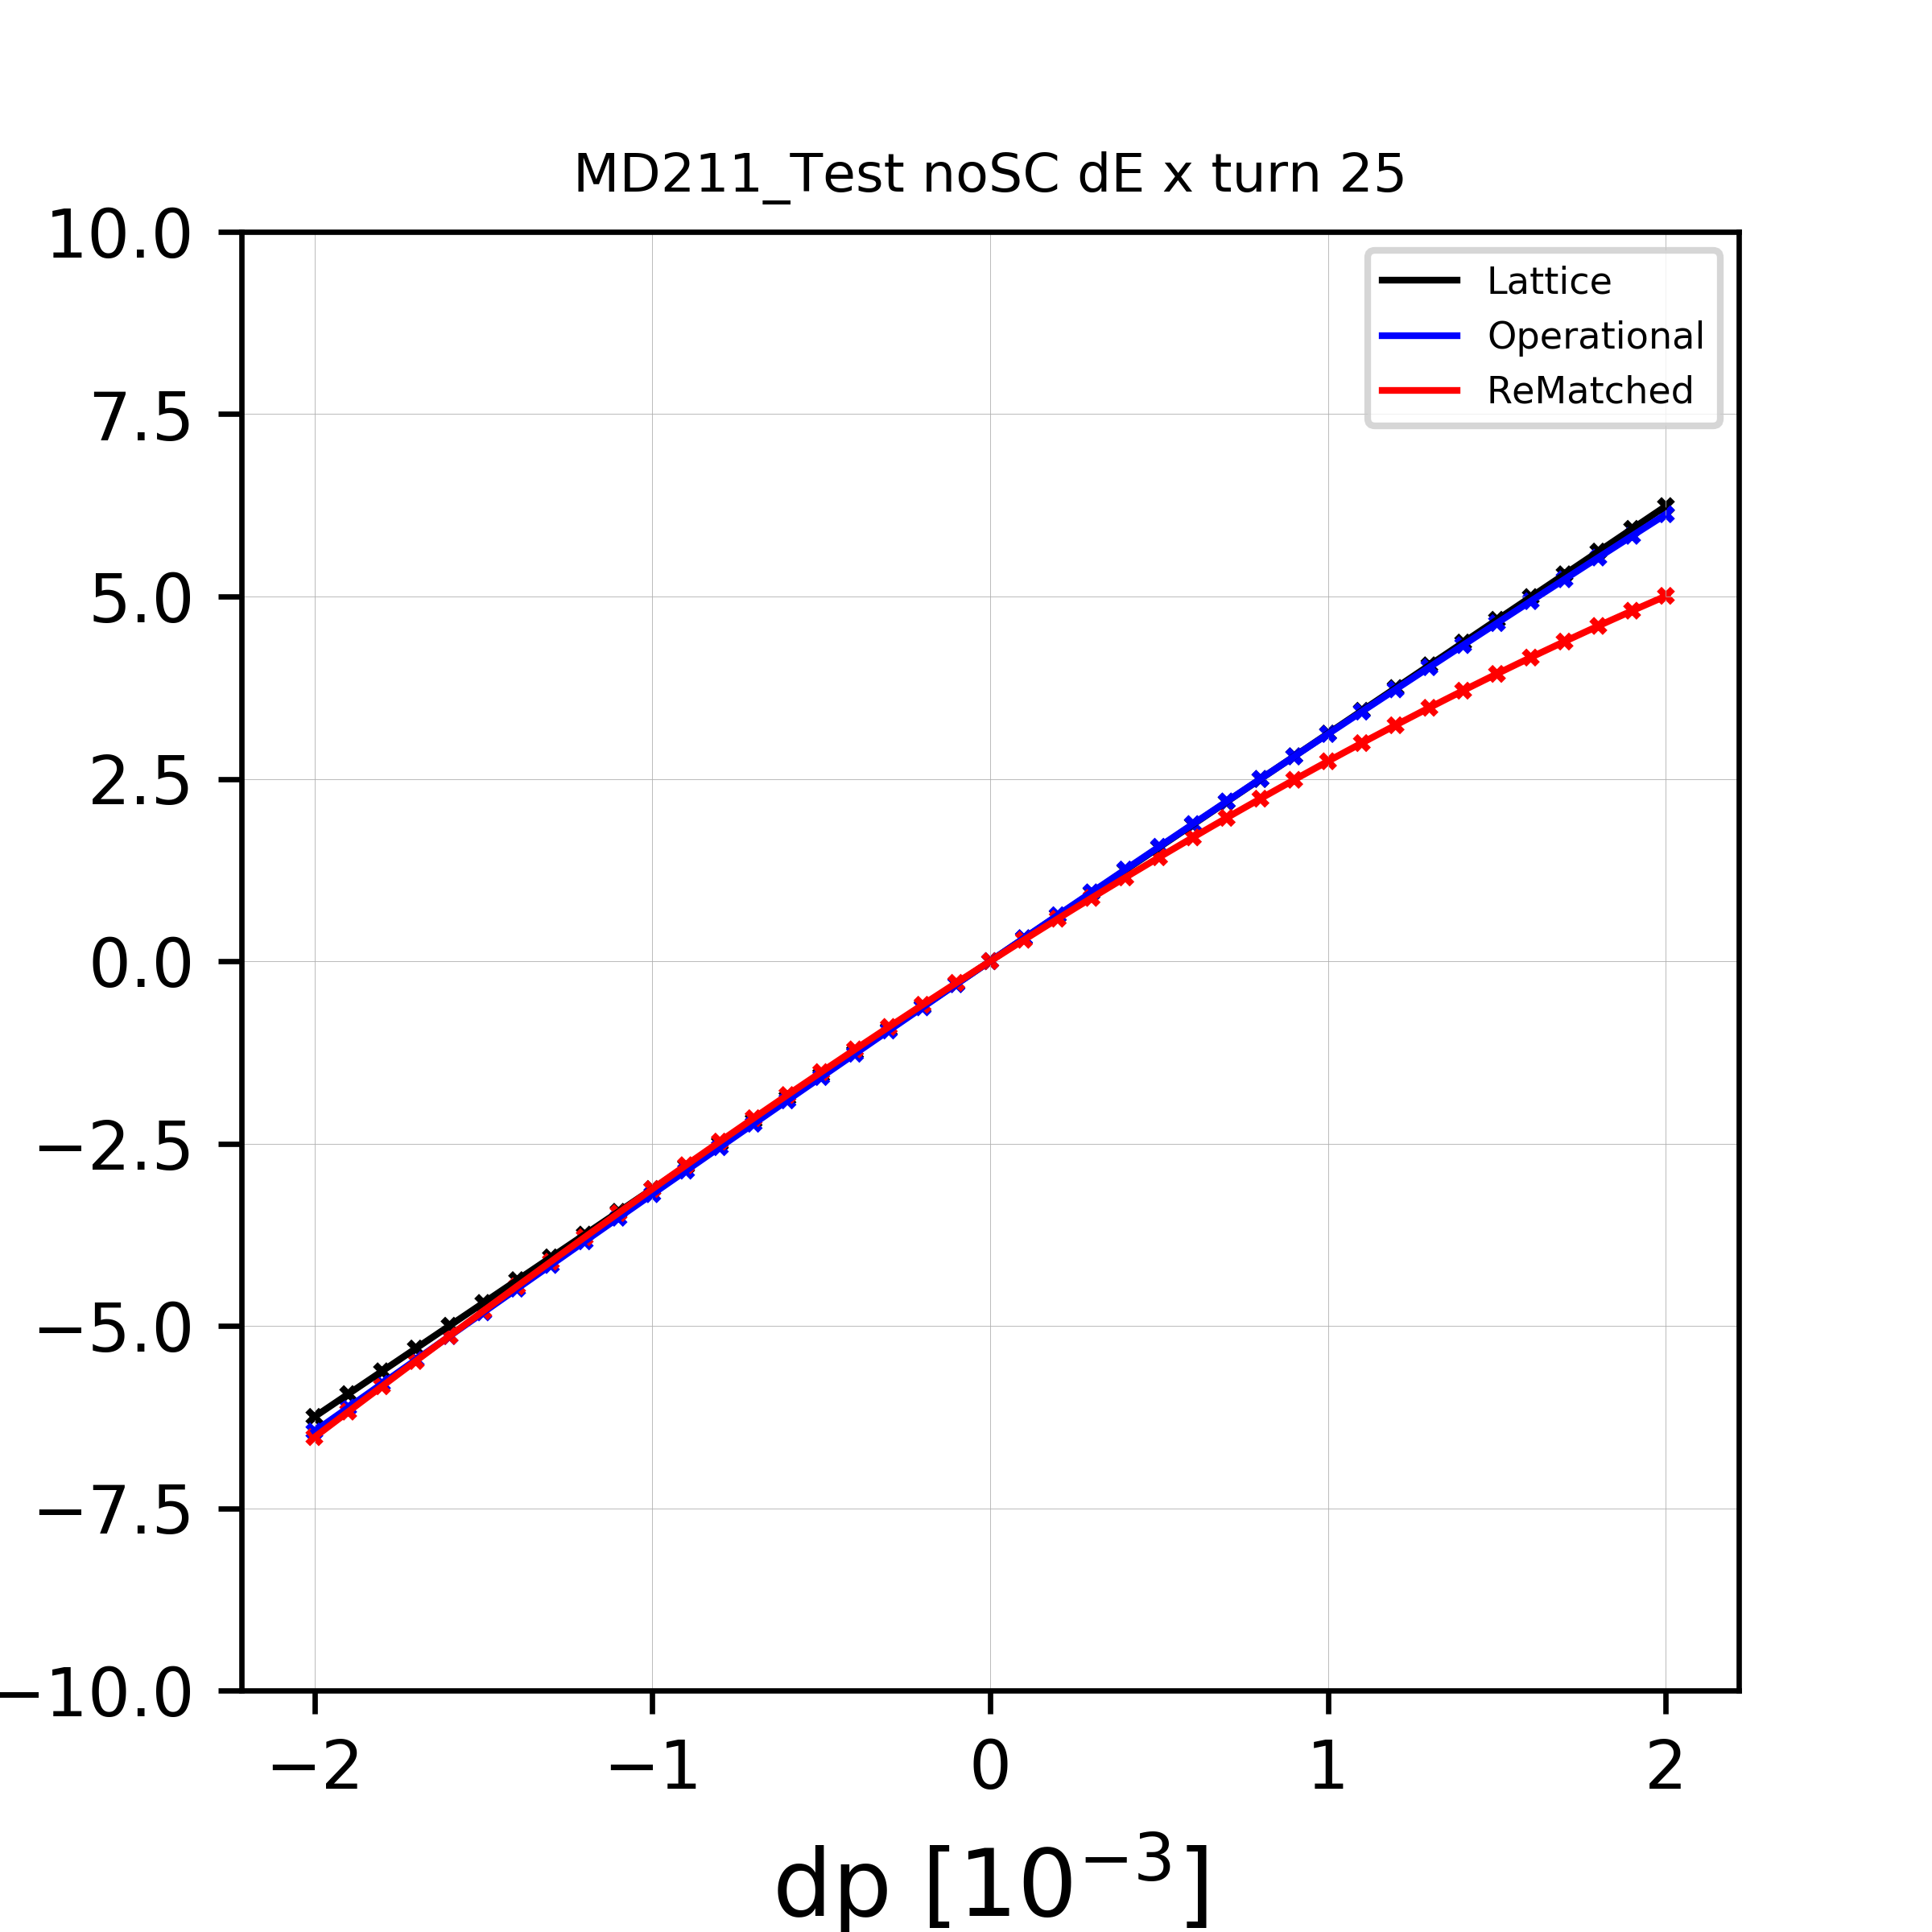 MD211_Test noSC dE x turn 25
10.0
7.5
5.0
2.5
0.0
−2.5
−5.0
−7.5
−10.0
Lattice
Operational
ReMatched
−2 −1 0 1 2
dp [10⁻³]